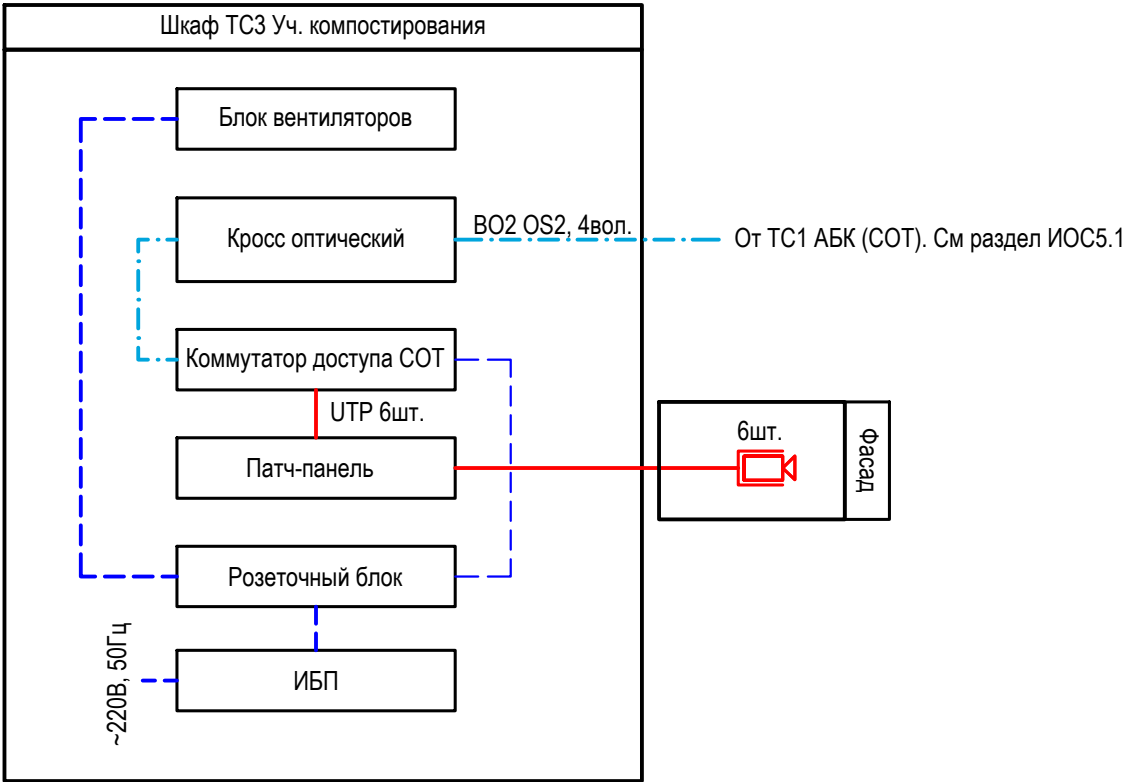 Шкаф ТС3 Уч. компостирования
Блок вентиляторов
Кросс оптический
ВО2 OS2, 4вол.
От ТС1 АБК (СОТ). См раздел ИОС5.1
Коммутатор доступа СОТ
UTP 6шт.
Патч-панель
6шт.
Фасад
Розеточный блок
ИБП
~220В, 50Гц